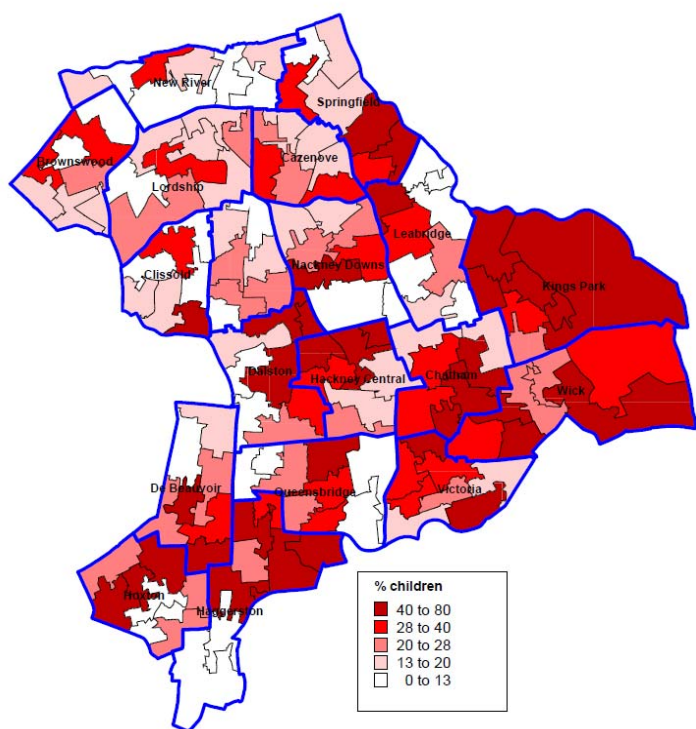 New River
Springfield
Brownswood
Cazenove
Lordship
Leabridge
Clissold
Hackney Downs
Kings Park
Dalston
Hackney Central
Chatham
Wick
De Beauvoir
Queensbridge
Victoria
Hoxton
Haggerston
% children
40 to 80
28 to 40
20 to 28
13 to 20
0 to 13